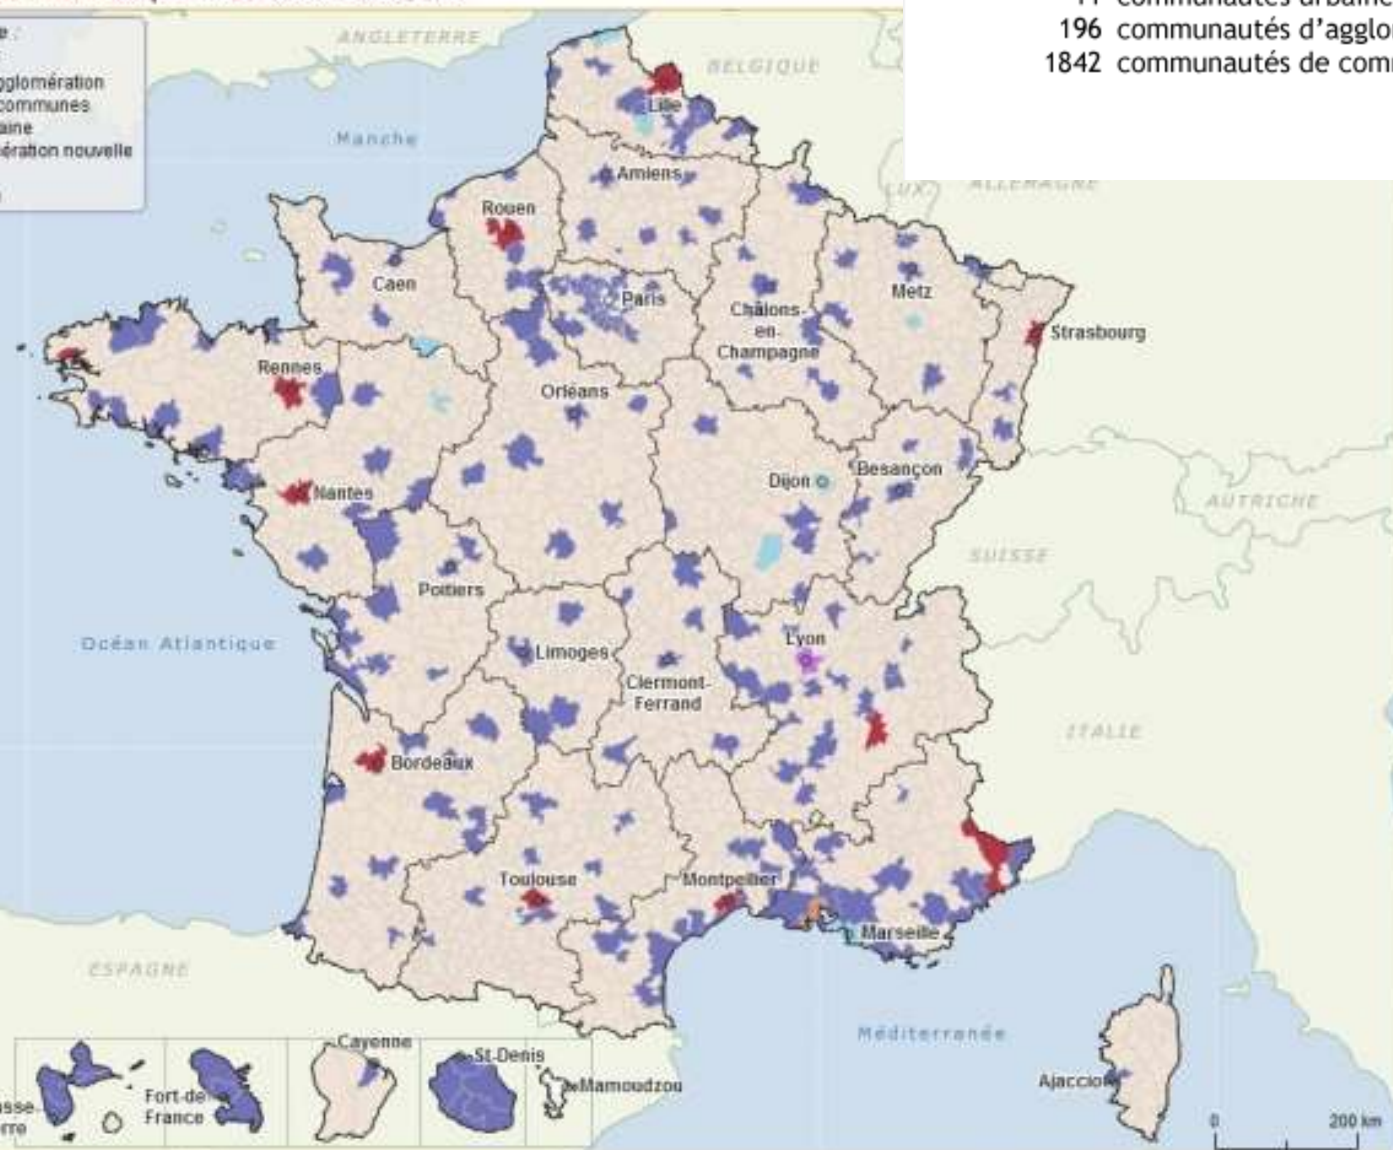 196 communautés d'agglo
1842 communautés de com
gglomération
communes
aine
ération nouvelle
ANGLETERRE
BELGIQUE
Lille
Manche
LUX.
ALLEMAGNE
Amiens
Rouen
Caen
Paris
Metz
Châlons-
en-
Champagne
Strasbourg
Rennes
Orléans
Dijon
Besançon
Nantes
AUTRICHE
SUISSE
Poitiers
Océan Atlantique
Limoges
Lyon
Clermont-
Ferrand
ITALIE
Bordeaux
Toulouse
Montpellier
Marseille
ESPAGNE
Méditerranée
Cayenne
St-Denis
Mamoudzou
Fort-de-
France
sse-
rre
Ajaccio
0 200 km